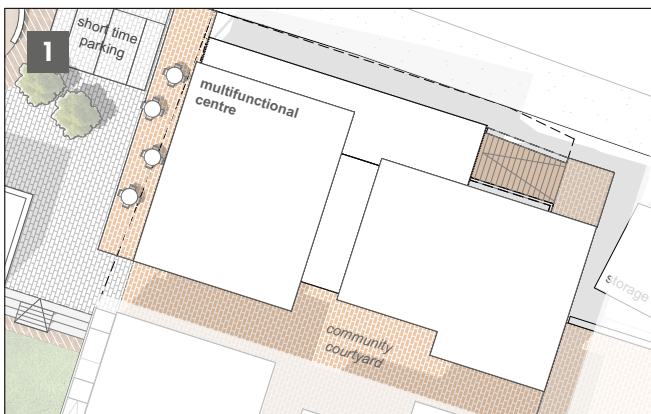 1
short time
parking
multifunctional
centre
storage
community
courtyard